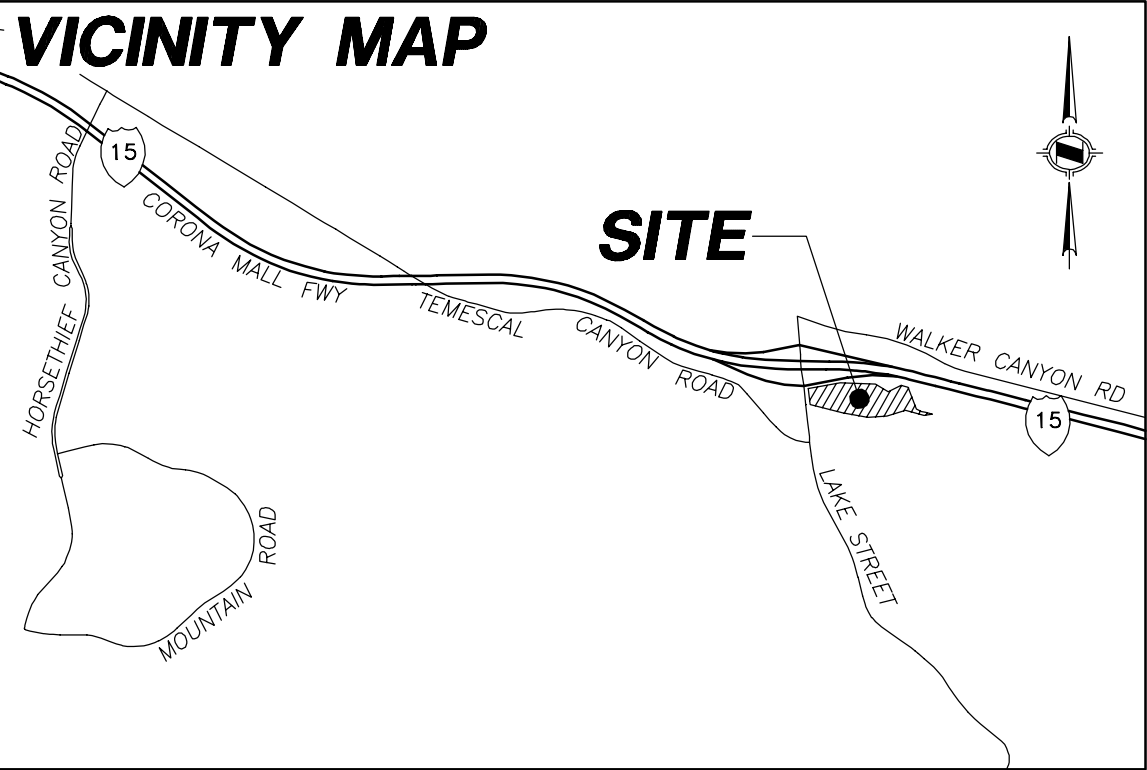 VICINITY MAP
HORSETHIEF CANYON ROAD
15
CORONA MALL FWY
SITE
TEMESCAL CANYON ROAD
WALKER CANYON RD
15
LAKE STREET
MOUNTAIN ROAD